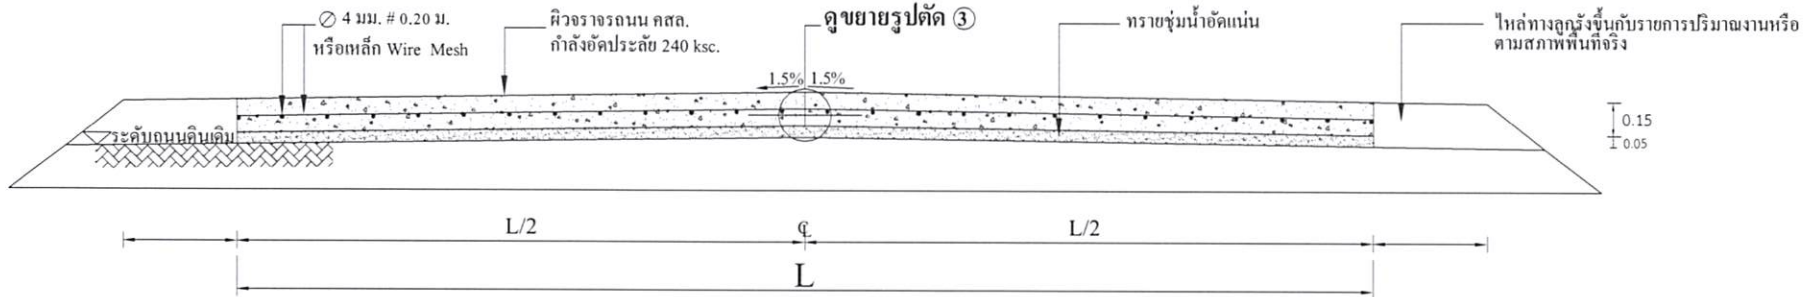 ∅ 4 มม. # 0.20 ม.
หรือเหล็ก Wire Mesh
ผิวจราจรถนน คสล.
กำลังอัดประลัย 240 ksc.
ดูขยายรูปตัด ③
ทรายชุ่มน้ำอัดแน่น
ไหล่ทางลูกรังขึ้นกับรายการปริมาณงานหรือ
ตามสภาพพื้นที่จริง
1.5% 1.5%
ระดับถนนดินเดิม
0.15
0.05
L/2
℄
L/2
L